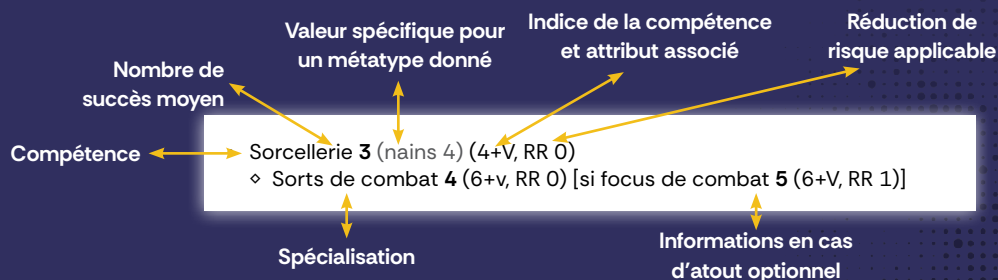 Nombre de
succès moyen
Valeur spécifique pour
un métatype donné
Indice de la compétence
et attribut associé
Réduction de
risque applicable
Compétence
Sorcellerie 3 (nains 4) (4+V, RR 0)
⋄ Sorts de combat 4 (6+v, RR 0) [si focus de combat 5 (6+V, RR 1)]
Spécialisation
Informations en cas
d'atout optionnel